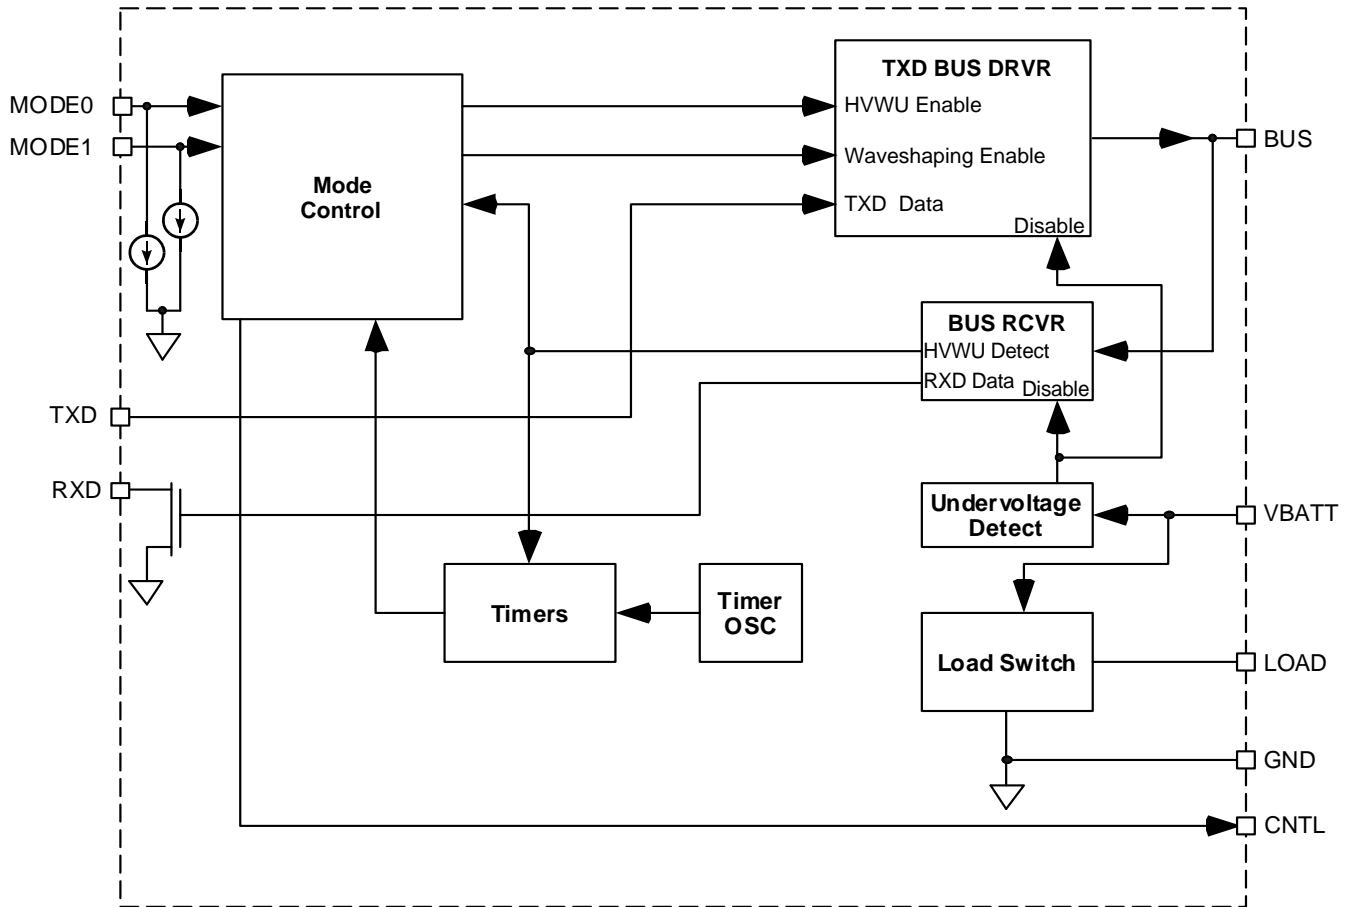 MODE0
MODE1
Mode
Control
TXD BUS DRVR
HVWU Enable
Waveshaping Enable
TXD Data
Disable
BUS
BUS RCVR
HVWU Detect
RXD Data
Disable
TXD
RXD
Undervoltage
Detect
VBATT
Timers
Timer
OSC
Load Switch
LOAD
GND
CNTL